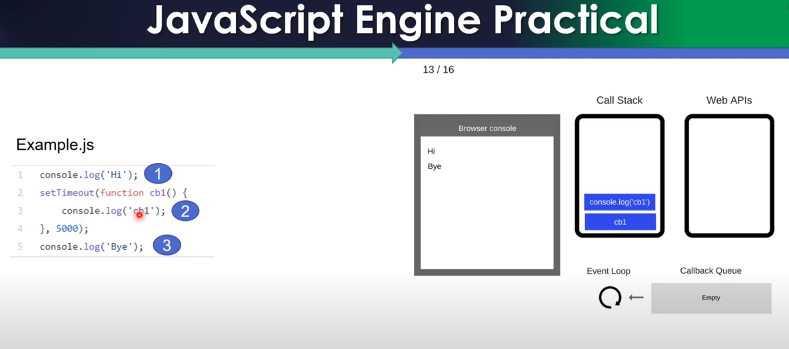 JavaScript Engine Practical
13 / 16
Example.js
1 console.log('Hi'); 1
2 setTimeout(function cb1() {
3 console.log('cb1'); 2
4 }, 5000);
5 console.log('Bye'); 3
Browser console
Hi
Bye
Call Stack
console.log('cb1')
cb1
Web APIs
Event Loop
Callback Queue
Empty